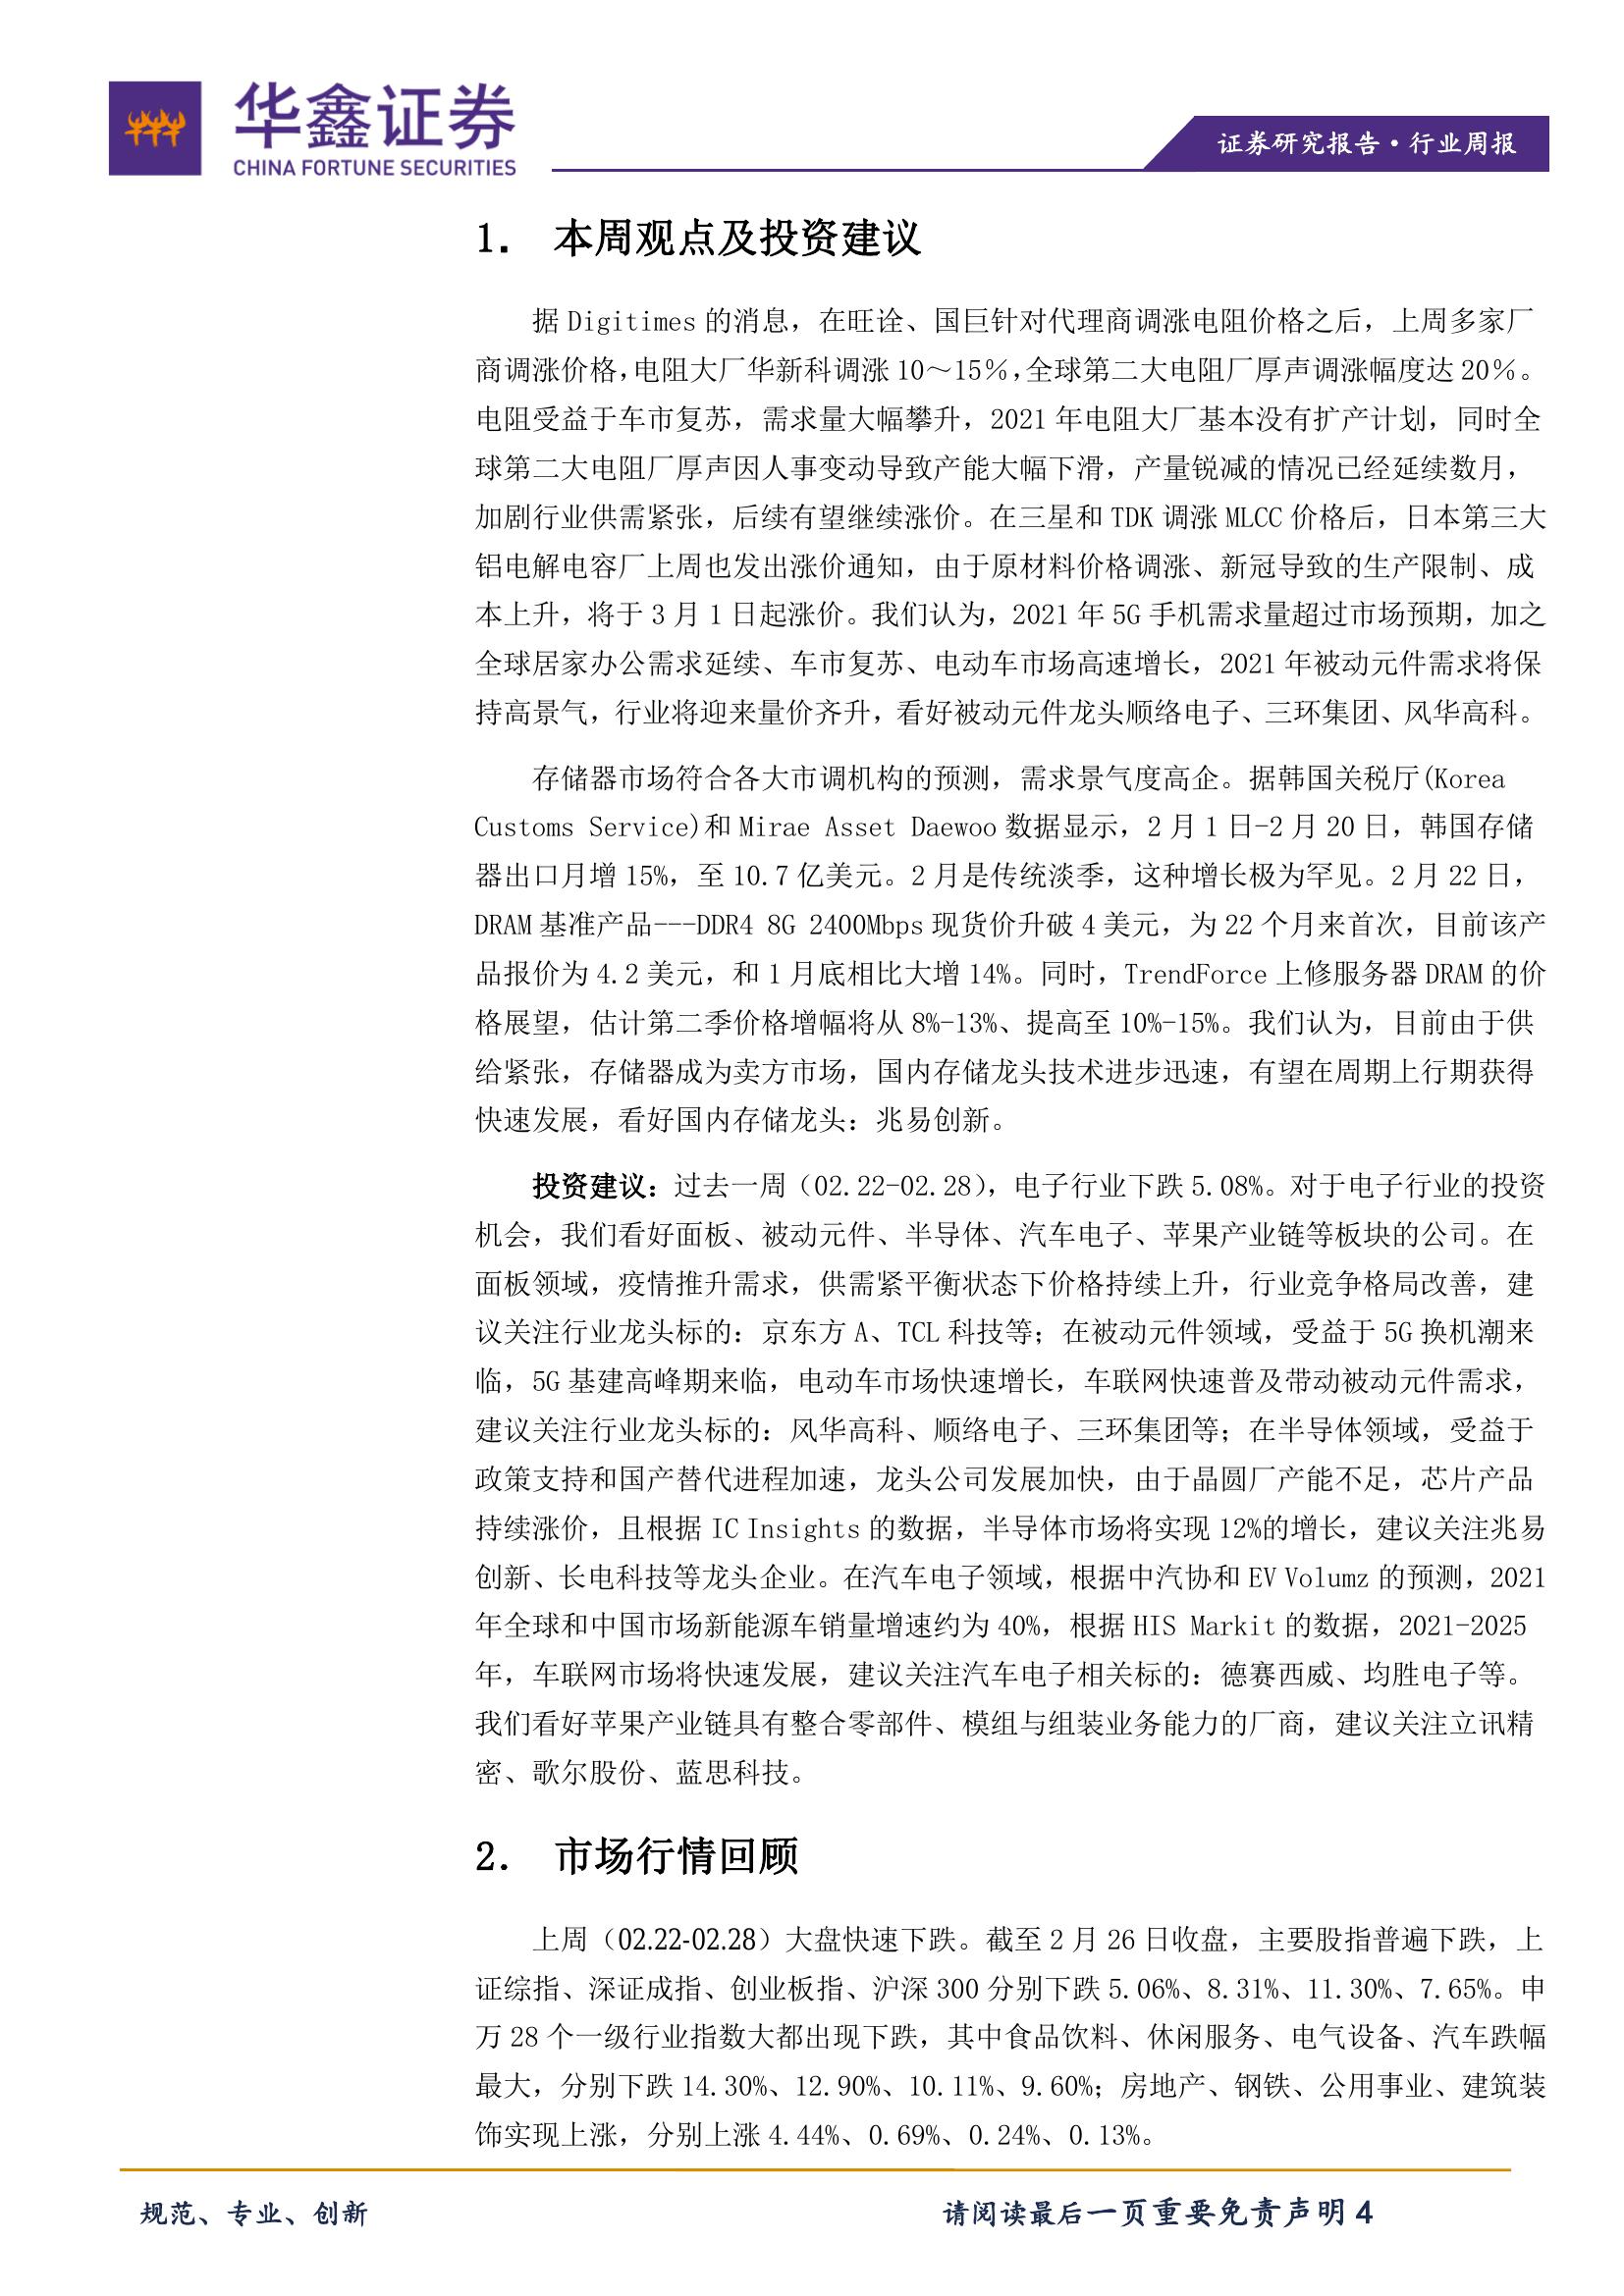 华鑫证券
CHINA FORTUNE SECURITIES
证券研究报告·行业周报
1. 本周观点及投资建议
据 Digitimes 的消息，在旺诠、国巨针对代理商调涨电阻价格之后，上周多家厂
商调涨价格，电阻大厂华新科调涨 10～15%，全球第二大电阻厂厚声调涨幅度达 20%。
电阻受益于车市复苏，需求量大幅攀升，2021 年电阻大厂基本没有扩产计划，同时全
球第二大电阻厂厚声因人事变动导致产能大幅下滑，产量锐减的情况已经延续数月，
加剧行业供需紧张，后续有望继续涨价。在三星和 TDK 调涨 MLCC 价格后，日本第三大
铝电解电容厂上周也发出涨价通知，由于原材料价格调涨、新冠导致的生产限制、成
本上升，将于 3 月 1 日起涨价。我们认为，2021 年 5G 手机需求量超过市场预期，加之
全球居家办公需求延续、车市复苏、电动车市场高速增长，2021 年被动元件需求将保
持高景气，行业将迎来量价齐升，看好被动元件龙头顺络电子、三环集团、风华高科。
存储器市场符合各大市调机构的预测，需求景气度高企。据韩国关税厅(Korea
Customs Service)和 Mirae Asset Daewoo 数据显示，2 月 1 日-2 月 20 日，韩国存储
器出口月增 15%，至 10.7 亿美元。2 月是传统淡季，这种增长极为罕见。2 月 22 日，
DRAM 基准产品---DDR4 8G 2400Mbps 现货价升破 4 美元，为 22 个月来首次，目前该产
品报价为 4.2 美元，和 1 月底相比大增 14%。同时，TrendForce 上修服务器 DRAM 的价
格展望，估计第二季价格增幅将从 8%-13%、提高至 10%-15%。我们认为，目前由于供
给紧张，存储器成为卖方市场，国内存储龙头技术进步迅速，有望在周期上行期获得
快速发展，看好国内存储龙头：兆易创新。
投资建议：过去一周（02.22-02.28），电子行业下跌 5.08%。对于电子行业的投资
机会，我们看好面板、被动元件、半导体、汽车电子、苹果产业链等板块的公司。在
面板领域，疫情推升需求，供需紧平衡状态下价格持续上升，行业竞争格局改善，建
议关注行业龙头标的：京东方 A、TCL 科技等；在被动元件领域，受益于 5G 换机潮来
临，5G 基建高峰期来临，电动车市场快速增长，车联网快速普及带动被动元件需求，
建议关注行业龙头标的：风华高科、顺络电子、三环集团等；在半导体领域，受益于
政策支持和国产替代进程加速，龙头公司发展加快，由于晶圆厂产能不足，芯片产品
持续涨价，且根据 IC Insights 的数据，半导体市场将实现 12%的增长，建议关注兆易
创新、长电科技等龙头企业。在汽车电子领域，根据中汽协和 EV Volumz 的预测，2021
年全球和中国市场新能源车销量增速约为 40%，根据 HIS Markit 的数据，2021-2025
年，车联网市场将快速发展，建议关注汽车电子相关标的：德赛西威、均胜电子等。
我们看好苹果产业链具有整合零部件、模组与组装业务能力的厂商，建议关注立讯精
密、歌尔股份、蓝思科技。
2. 市场行情回顾
上周（02.22-02.28）大盘快速下跌。截至 2 月 26 日收盘，主要股指普遍下跌，上
证综指、深证成指、创业板指、沪深 300 分别下跌 5.06%、8.31%、11.30%、7.65%。申
万 28 个一级行业指数大都出现下跌，其中食品饮料、休闲服务、电气设备、汽车跌幅
最大，分别下跌 14.30%、12.90%、10.11%、9.60%；房地产、钢铁、公用事业、建筑装
饰实现上涨，分别上涨 4.44%、0.69%、0.24%、0.13%。
规范、专业、创新
请阅读最后一页重要免责声明 4